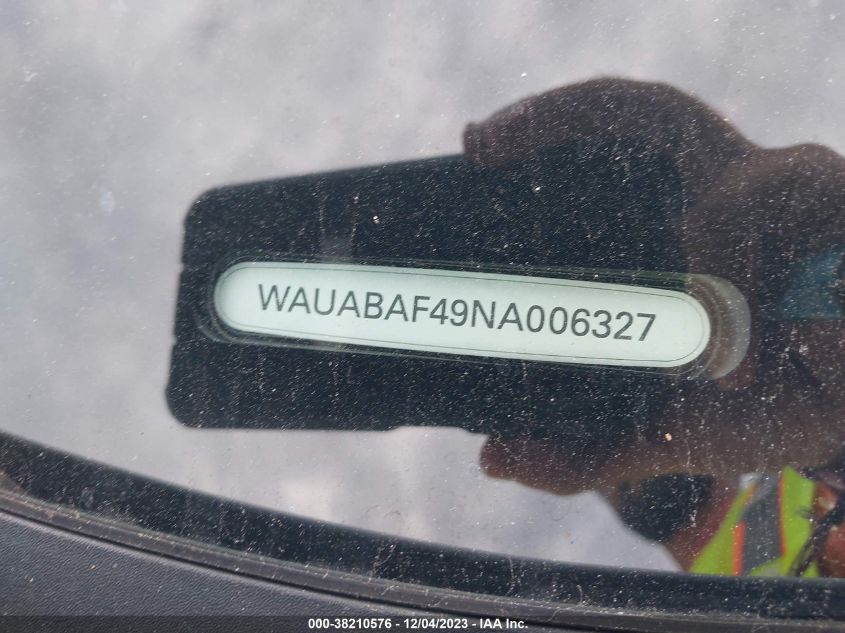 WAUABAF49NA006327
000-38210576 - 12/04/2023 - IAA Inc.